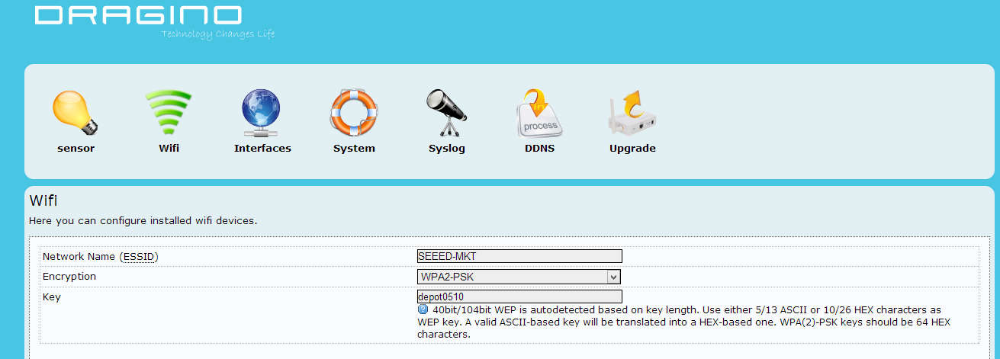 DRAGINO
Technology Changes Life
in
process
sensor Wifi Interfaces System Syslog DDNS Upgrade
Wifi
Here you can configure installed wifi devices.
Network Name (ESSID) SEEED-MKT
Encryption WPA2-PSK
Key depot0510
40bit/104bit WEP is autodetected based on key length. Use either 5/13 ASCII or 10/26 HEX characters as
WEP key. A valid ASCII-based key will be translated into a HEX-based one. WPA(2)-PSK keys should be 64 HEX
characters.